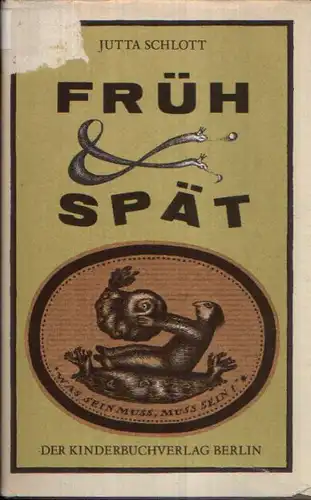 JUTTA SCHLOTT
FRÜH
&
SPÄT
"WAS SEIN MUSS, MUSS SEIN!"
DER KINDERBUCHVERLAG BERLIN